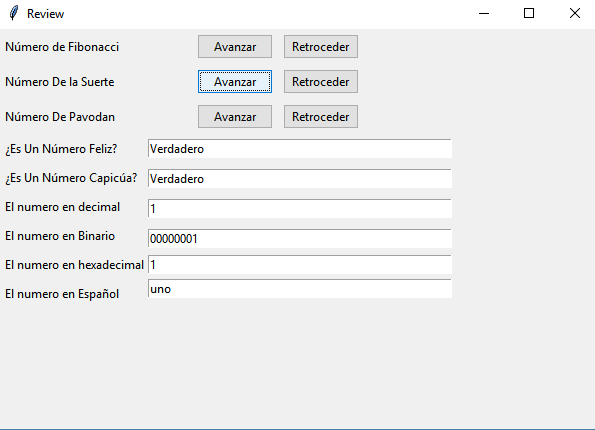 Review
Número de Fibonacci Avanzar Retroceder
Número De la Suerte Avanzar Retroceder
Número De Pavodan Avanzar Retroceder
¿Es Un Número Feliz? Verdadero
¿Es Un Número Capicúa? Verdadero
El numero en decimal 1
El numero en Binario 00000001
El numero en hexadecimal 1
El numero en Español uno